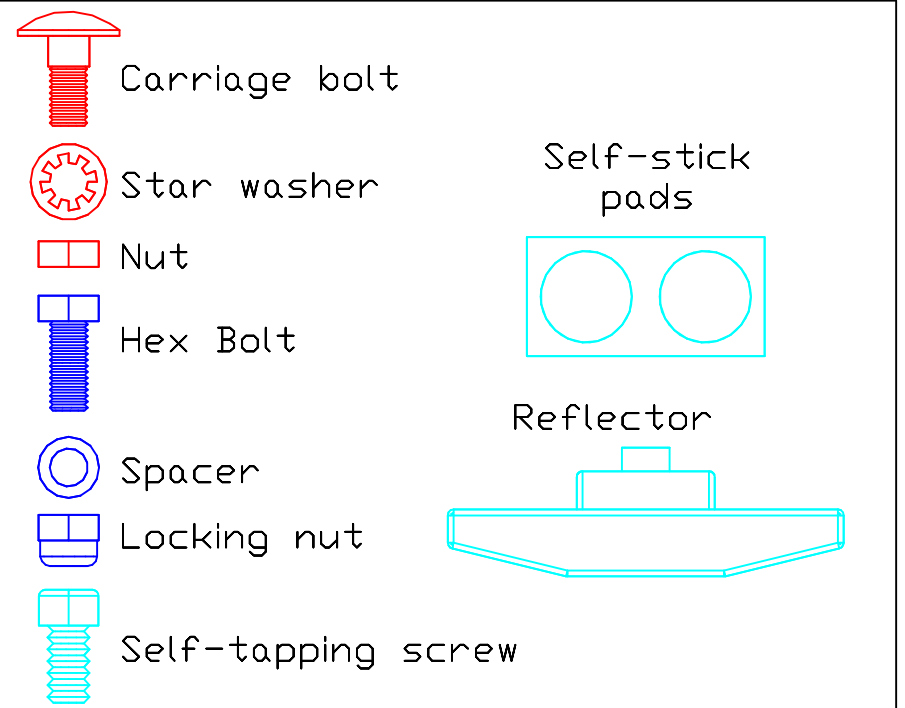 Carriage bolt
Star washer
Nut
Hex Bolt
Spacer
Locking nut
Self-tapping screw
Self-stick
pads
Reflector